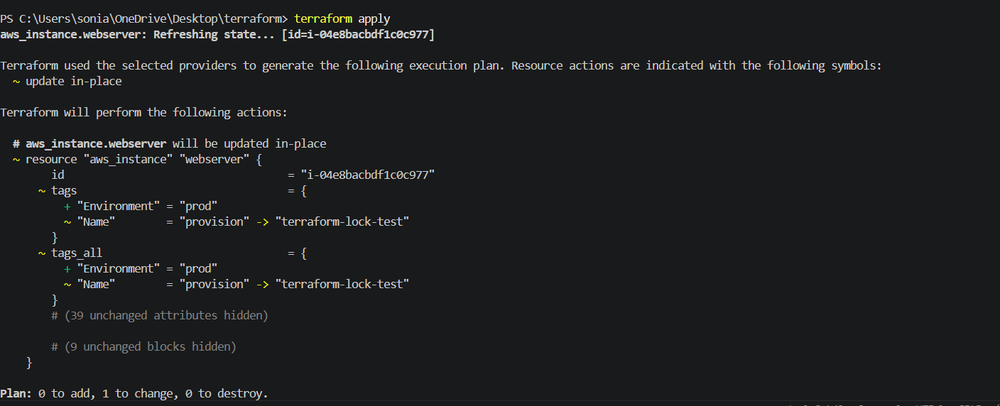 PS C:\Users\sonia\OneDrive\Desktop\terraform> terraform apply
aws_instance.webserver: Refreshing state... [id=i-04e8bacbdf1c0c977]
Terraform used the selected providers to generate the following execution plan. Resource actions are indicated with the following symbols:
~ update in-place
Terraform will perform the following actions:
# aws_instance.webserver will be updated in-place
~ resource "aws_instance" "webserver" {
id = "i-04e8bacbdf1c0c977"
~ tags = {
+ "Environment" = "prod"
~ "Name" = "provision" -> "terraform-lock-test"
}
~ tags_all = {
+ "Environment" = "prod"
~ "Name" = "provision" -> "terraform-lock-test"
}
# (39 unchanged attributes hidden)
# (9 unchanged blocks hidden)
}
Plan: 0 to add, 1 to change, 0 to destroy.